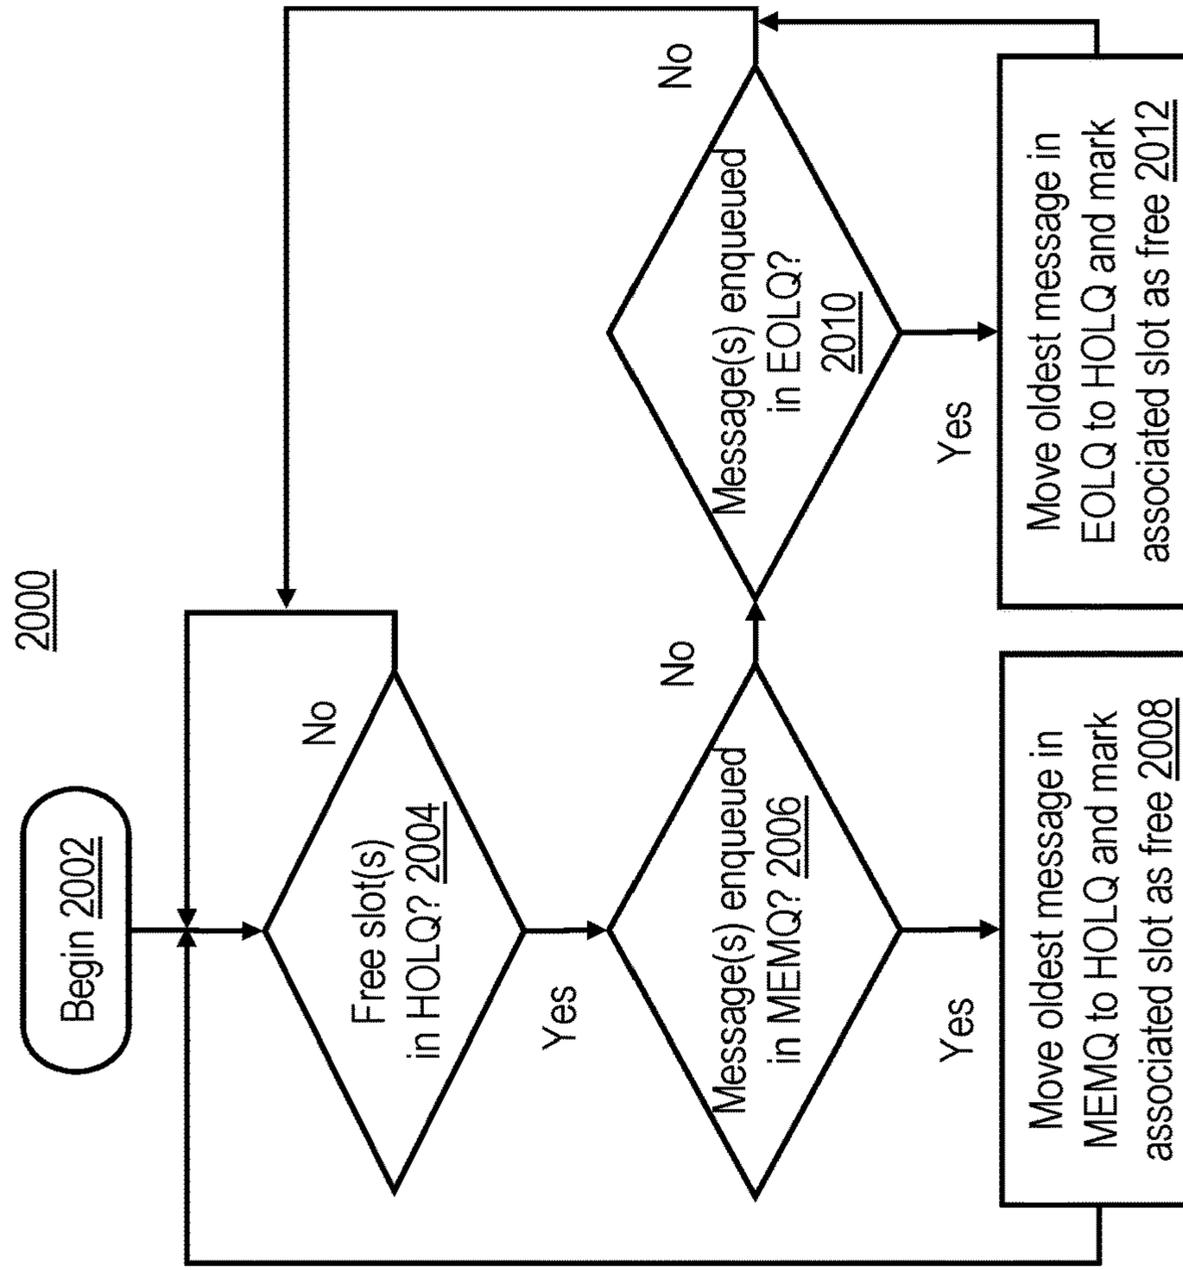 2000
Begin 2002
Free slot(s)
in HOLQ? 2004
No
Yes
Message(s) enqueued
in MEMQ? 2006
No
Yes
Message(s) enqueued
in EOLQ?
2010
No
Yes
Move oldest message in
MEMQ to HOLQ and mark
associated slot as free 2008
Move oldest message in
EOLQ to HOLQ and mark
associated slot as free 2012